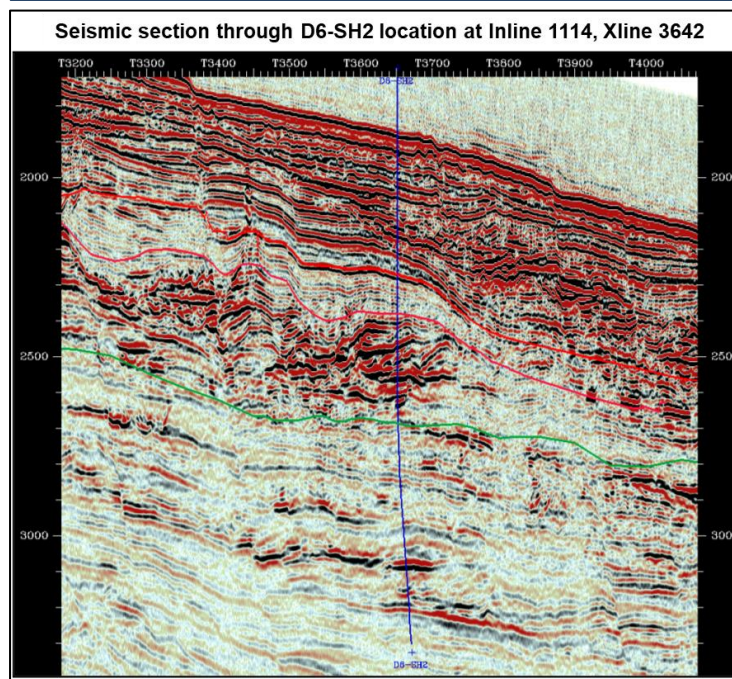 Seismic section through D6-SH2 location at Inline 1114, Xline 3642
T3200 T3300 T3400 T3500 T3600 T3700 T3800 T3900 T4000
D6-SH2
2000 200
2500 250
3000 300
D6-SH2